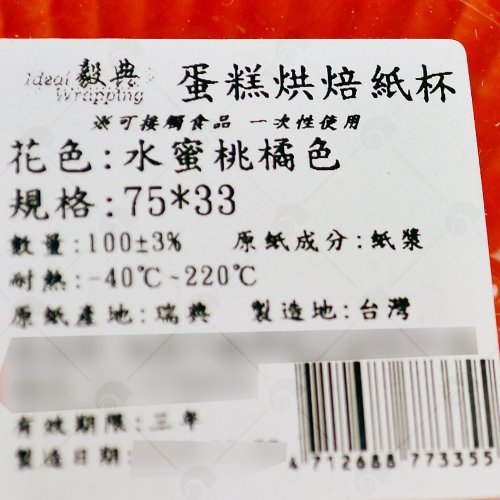 Ideal 毅典 蛋糕烘焙紙杯
Wrapping
※可接觸食品 一次性使用
花色:水蜜桃橘色
規格:75*33
數量:100±3% 原紙成分:紙漿
耐熱:-40℃~220℃
原紙產地:瑞典 製造地:台灣
有效期限:三年
製造日期:
4 712688 773355